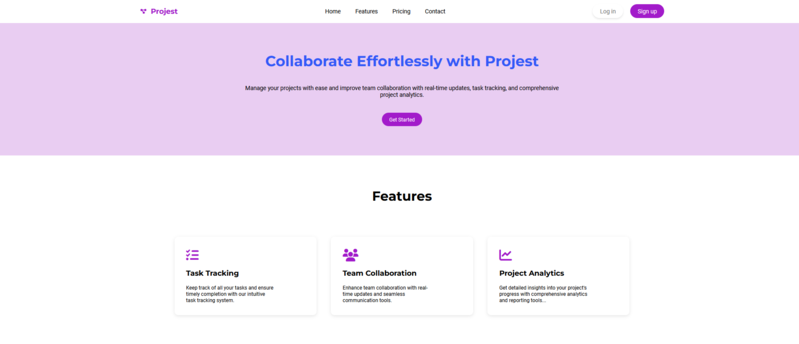 Projest
Home Features Pricing Contact
Log in Sign up
Collaborate Effortlessly with Projest
Manage your projects with ease and improve team collaboration with real-time updates, task tracking, and comprehensive
project analytics.
Get Started
Features
Task Tracking
Keep track of all your tasks and ensure
timely completion with our intuitive
task tracking system.
Team Collaboration
Enhance team collaboration with real-
time updates and seamless
communication tools.
Project Analytics
Get detailed insights into your project's
progress with comprehensive analytics
and reporting tools...